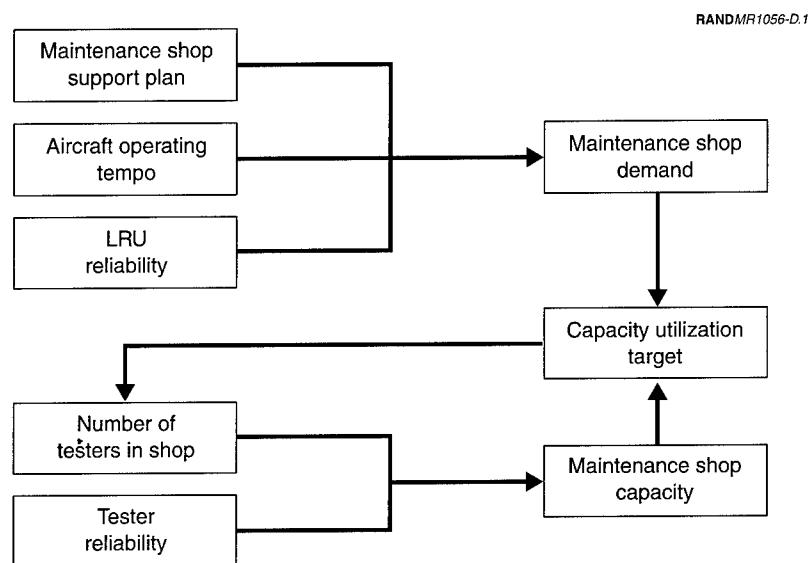 RANDMR1056-D.1
Maintenance shop
support plan
Aircraft operating
tempo
LRU
reliability
Maintenance shop
demand
Capacity utilization
target
Number of
testers in shop
Tester
reliability
Maintenance shop
capacity